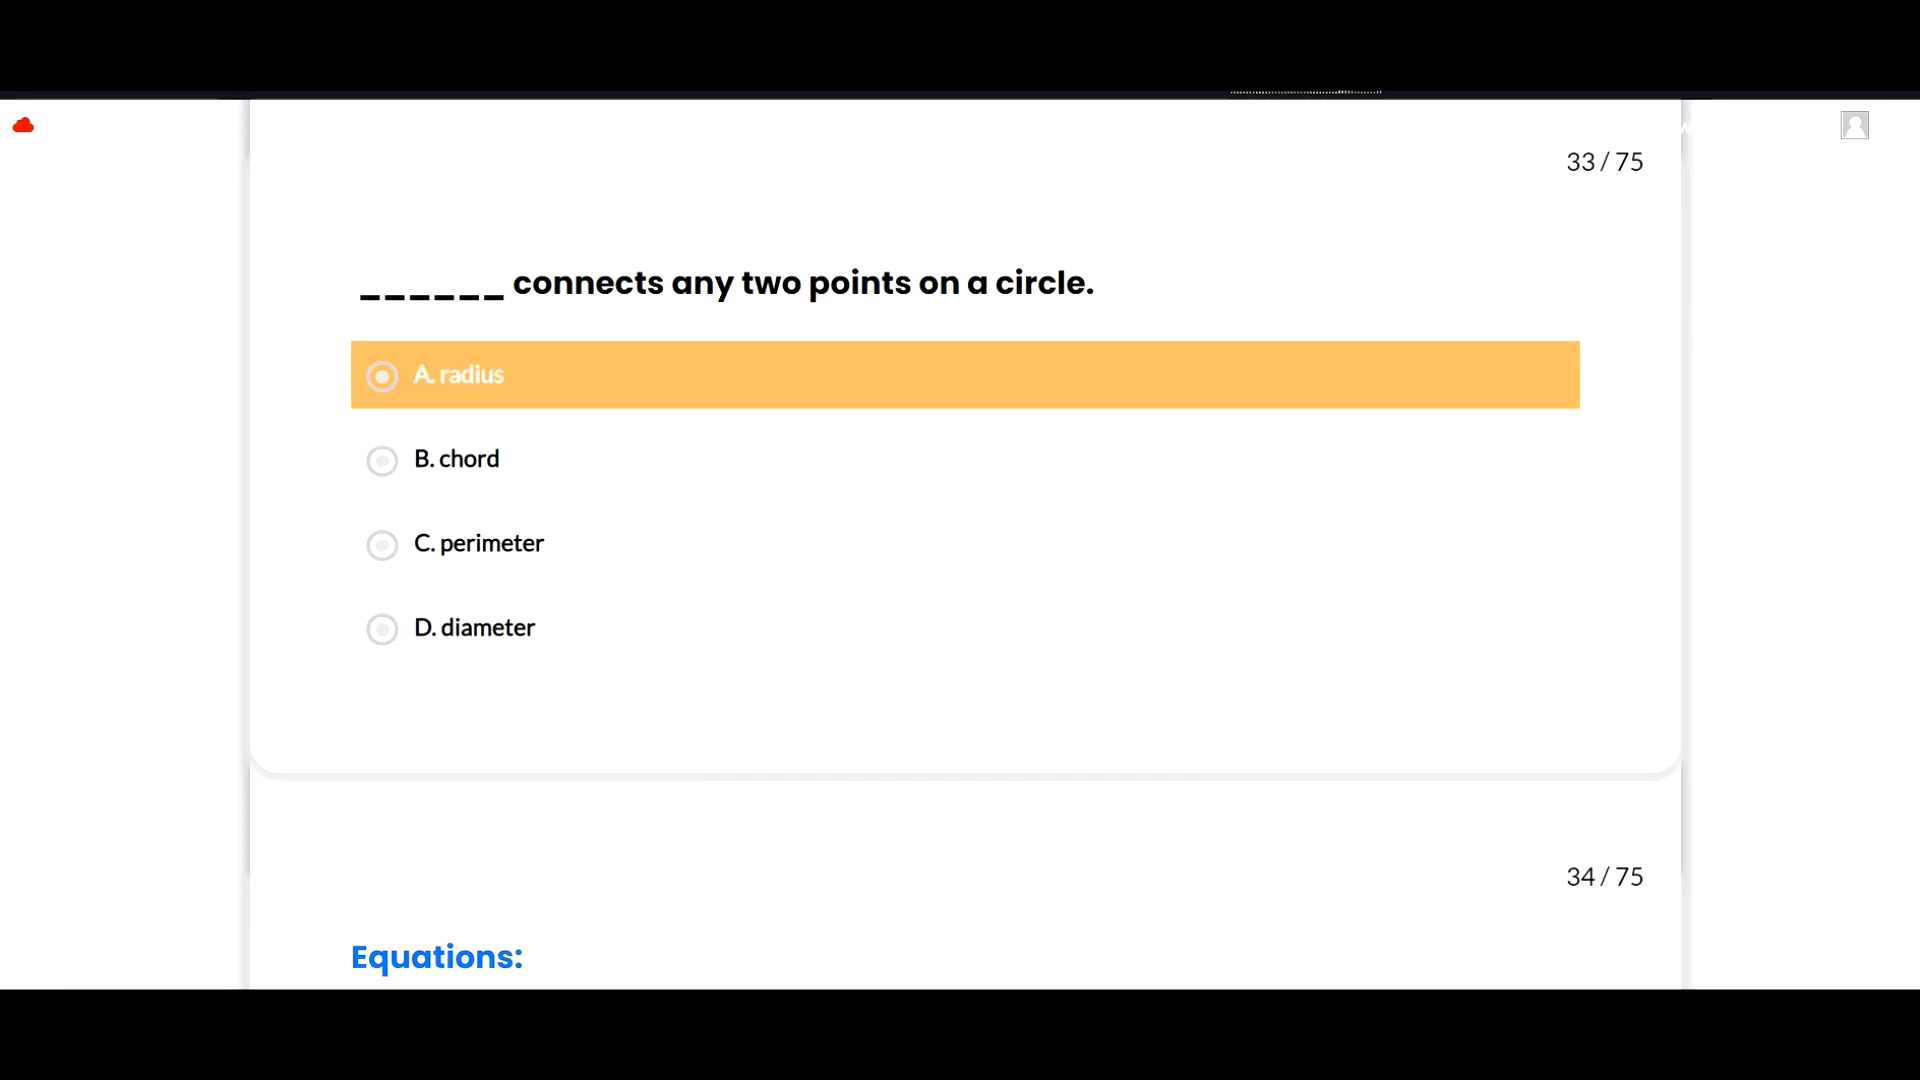 33 / 75
______ connects any two points on a circle.
A. radius
B. chord
C. perimeter
D. diameter
34 / 75
Equations: